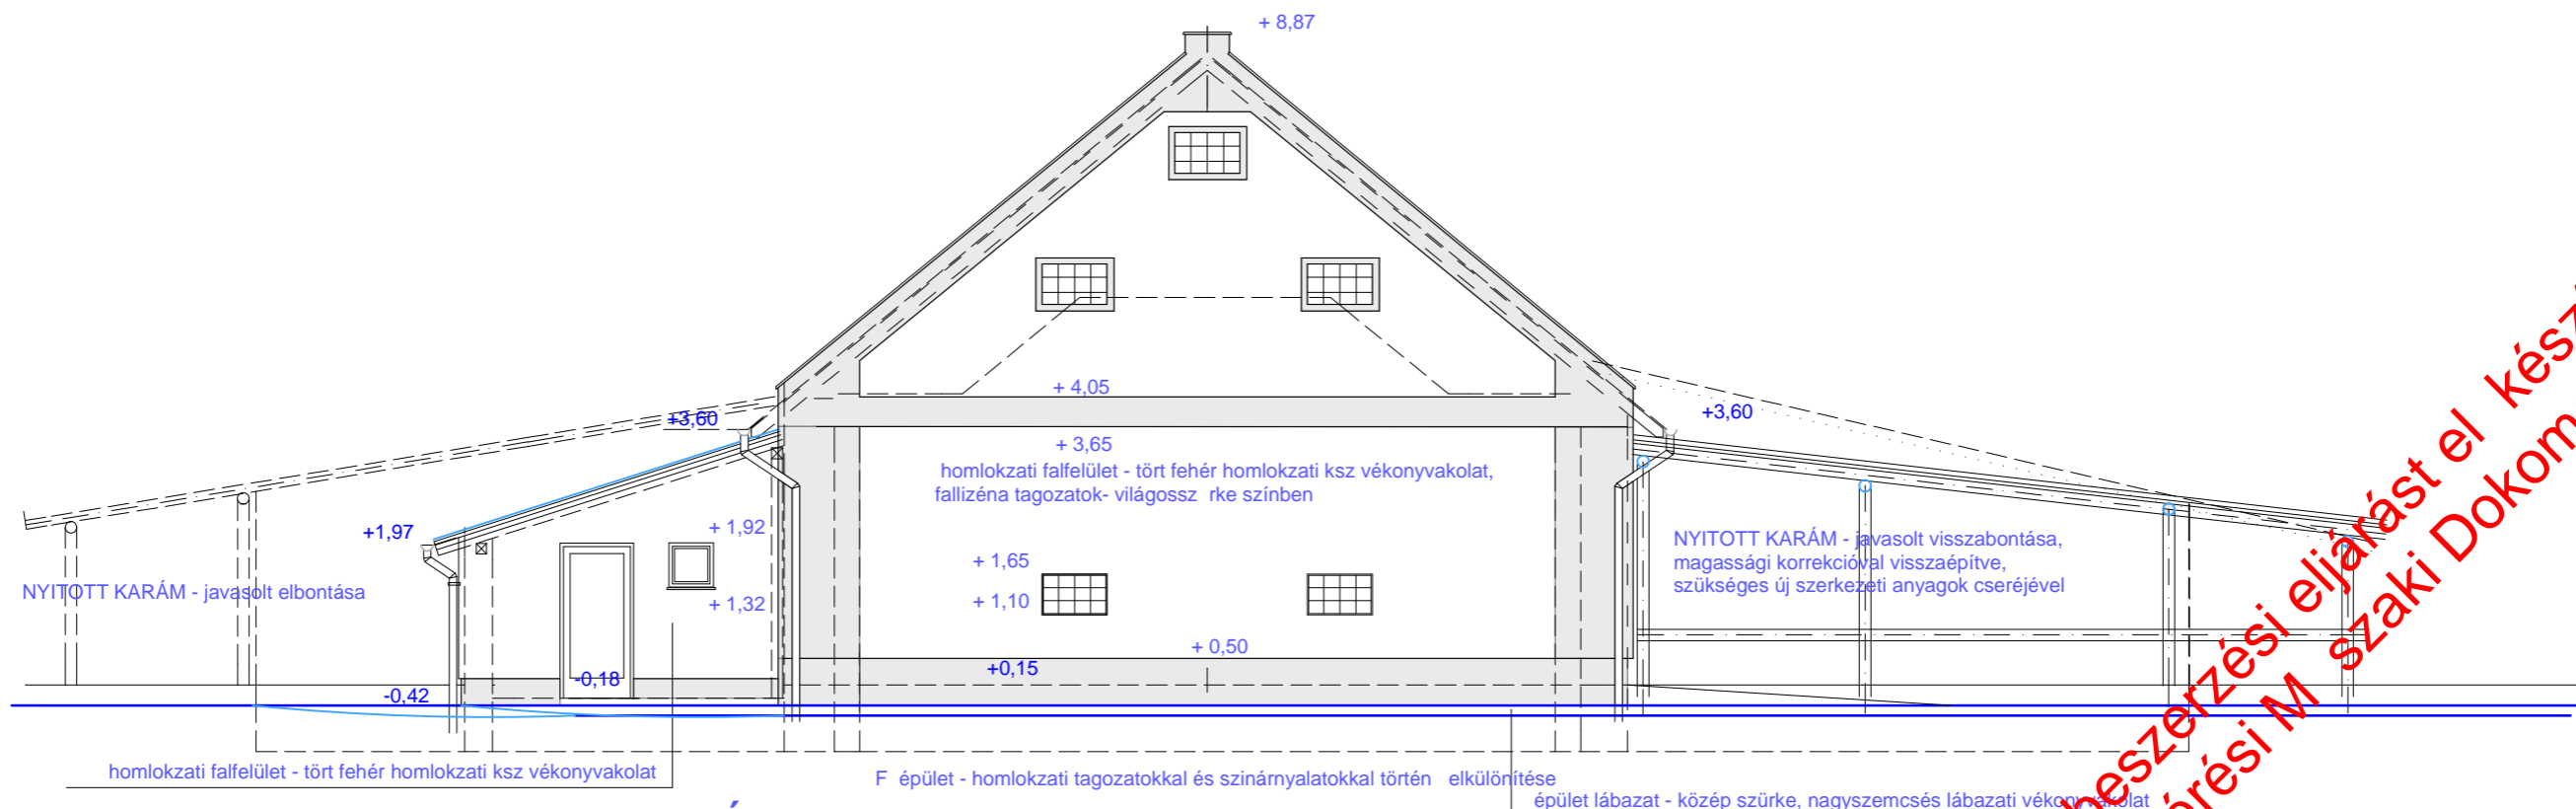 + 8,87
+ 4,05
+3,60
+3,60
+ 3,65
homlokzati falfelület - tört fehér homlokzati ksz vékonyvakolat,
fallizéna tagozatok- világossz rke színben
+1,97
+ 1,92
NYITOTT KARÁM - javasolt visszabontása,
magassági korrekcióval visszaépítve,
szükséges új szerkezeti anyagok cseréjével
+ 1,65
NYITOTT KARÁM - javasolt elbontása
+ 1,32
+ 1,10
+ 0,50
+0,15
-0,18
-0,42
homlokzati falfelület - tört fehér homlokzati ksz vékonyvakolat
F épület - homlokzati tagozatokkal és szinárnyalatokkal történ elkülönítése
épület lábazat - közép szürke, nagyszemcsés lábazati vékonyvakolat
beszerzési eljárást el kész
érési M szaki Dokom